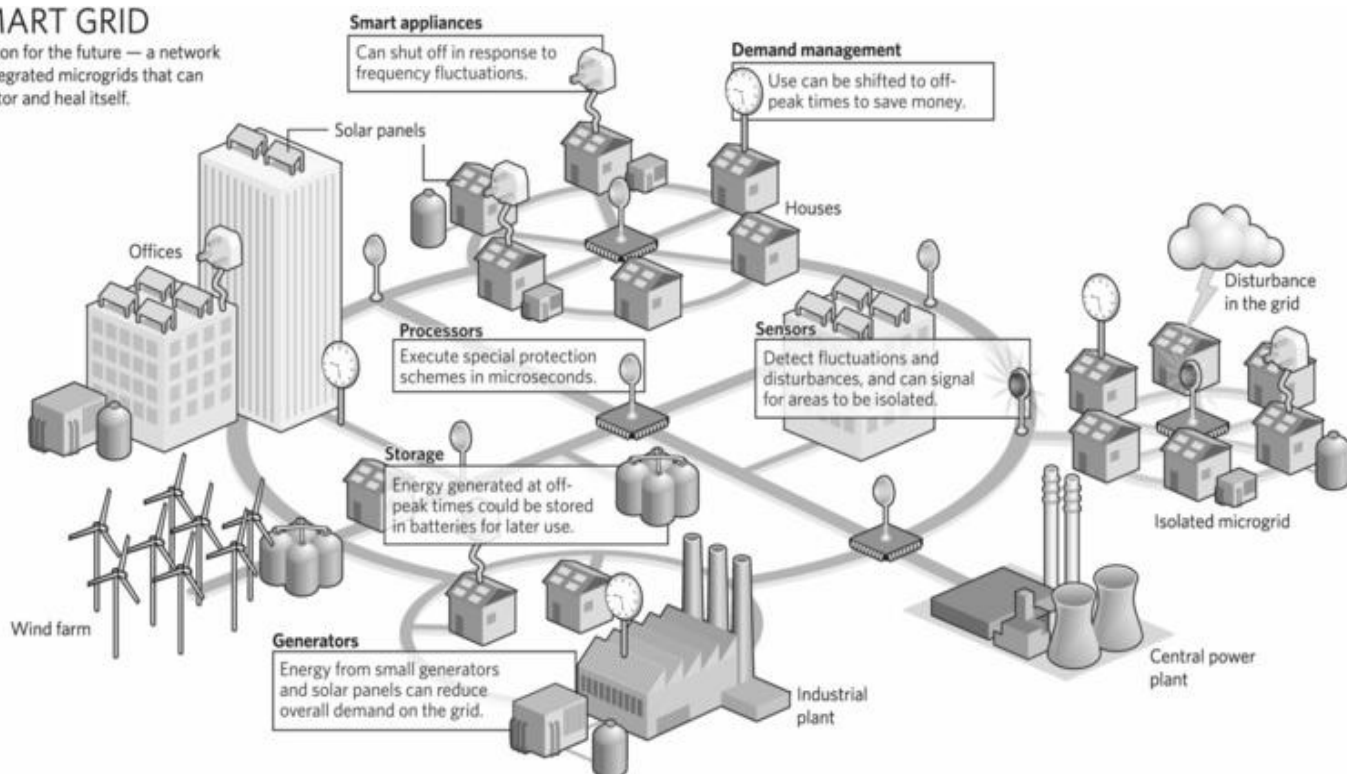 MART GRID
on for the future — a network
egrated microgrids that can
tor and heal itself.
Smart appliances
Can shut off in response to
frequency fluctuations.
Demand management
Use can be shifted to off-
peak times to save money.
Solar panels
Houses
Offices
Disturbance
in the grid
Processors
Execute special protection
schemes in microseconds.
Sensors
Detect fluctuations and
disturbances, and can signal
for areas to be isolated.
Storage
Energy generated at off-
peak times could be stored
in batteries for later use.
Isolated microgrid
Wind farm
Generators
Energy from small generators
and solar panels can reduce
overall demand on the grid.
Industrial
plant
Central power
plant